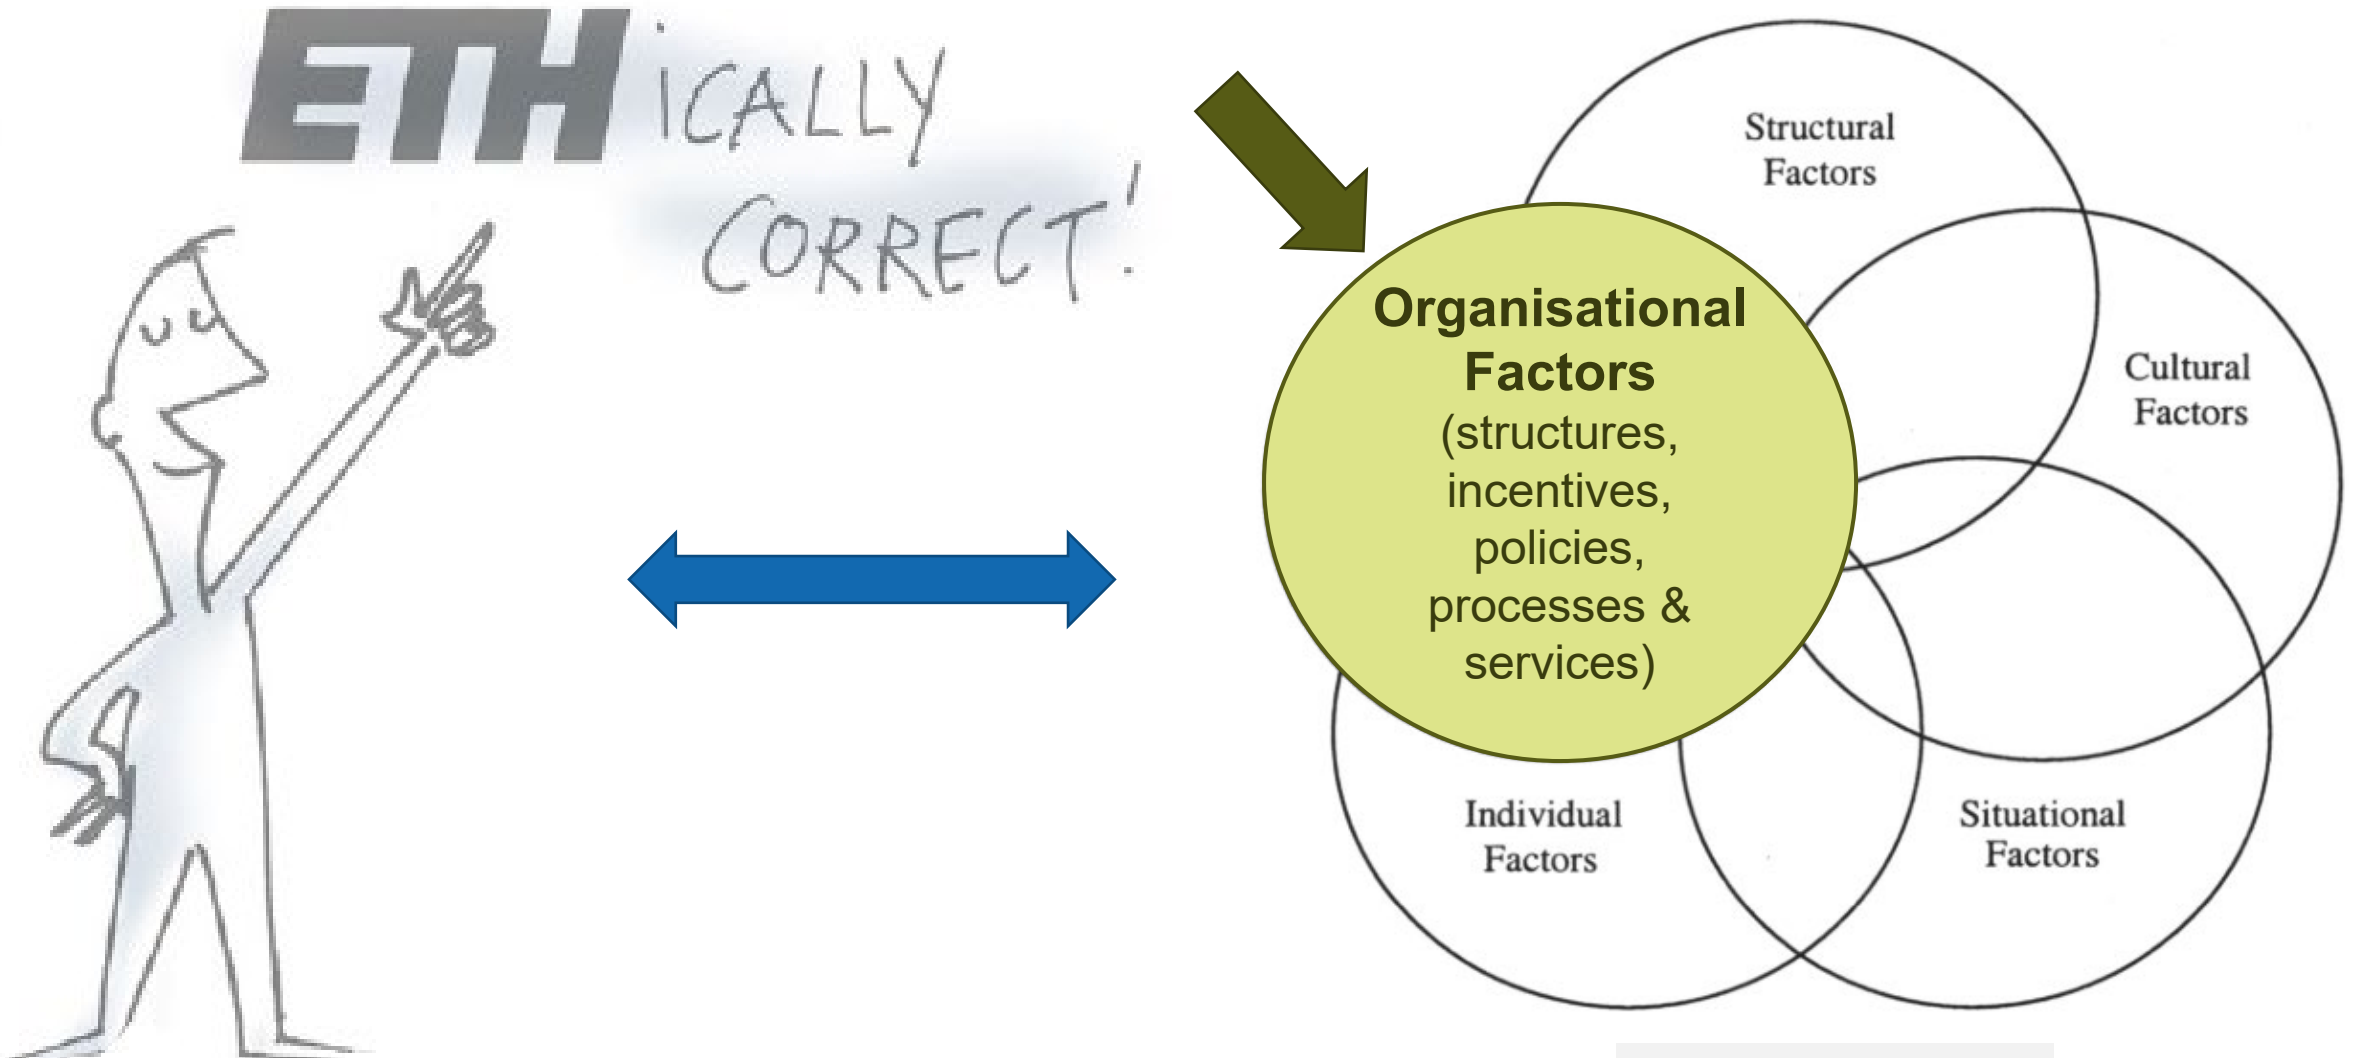 ETHiCALLY
CORRECT!
Structural
Factors
Cultural
Factors
Organisational
Factors
(structures,
incentives,
policies,
processes &
services)
Individual
Factors
Situational
Factors